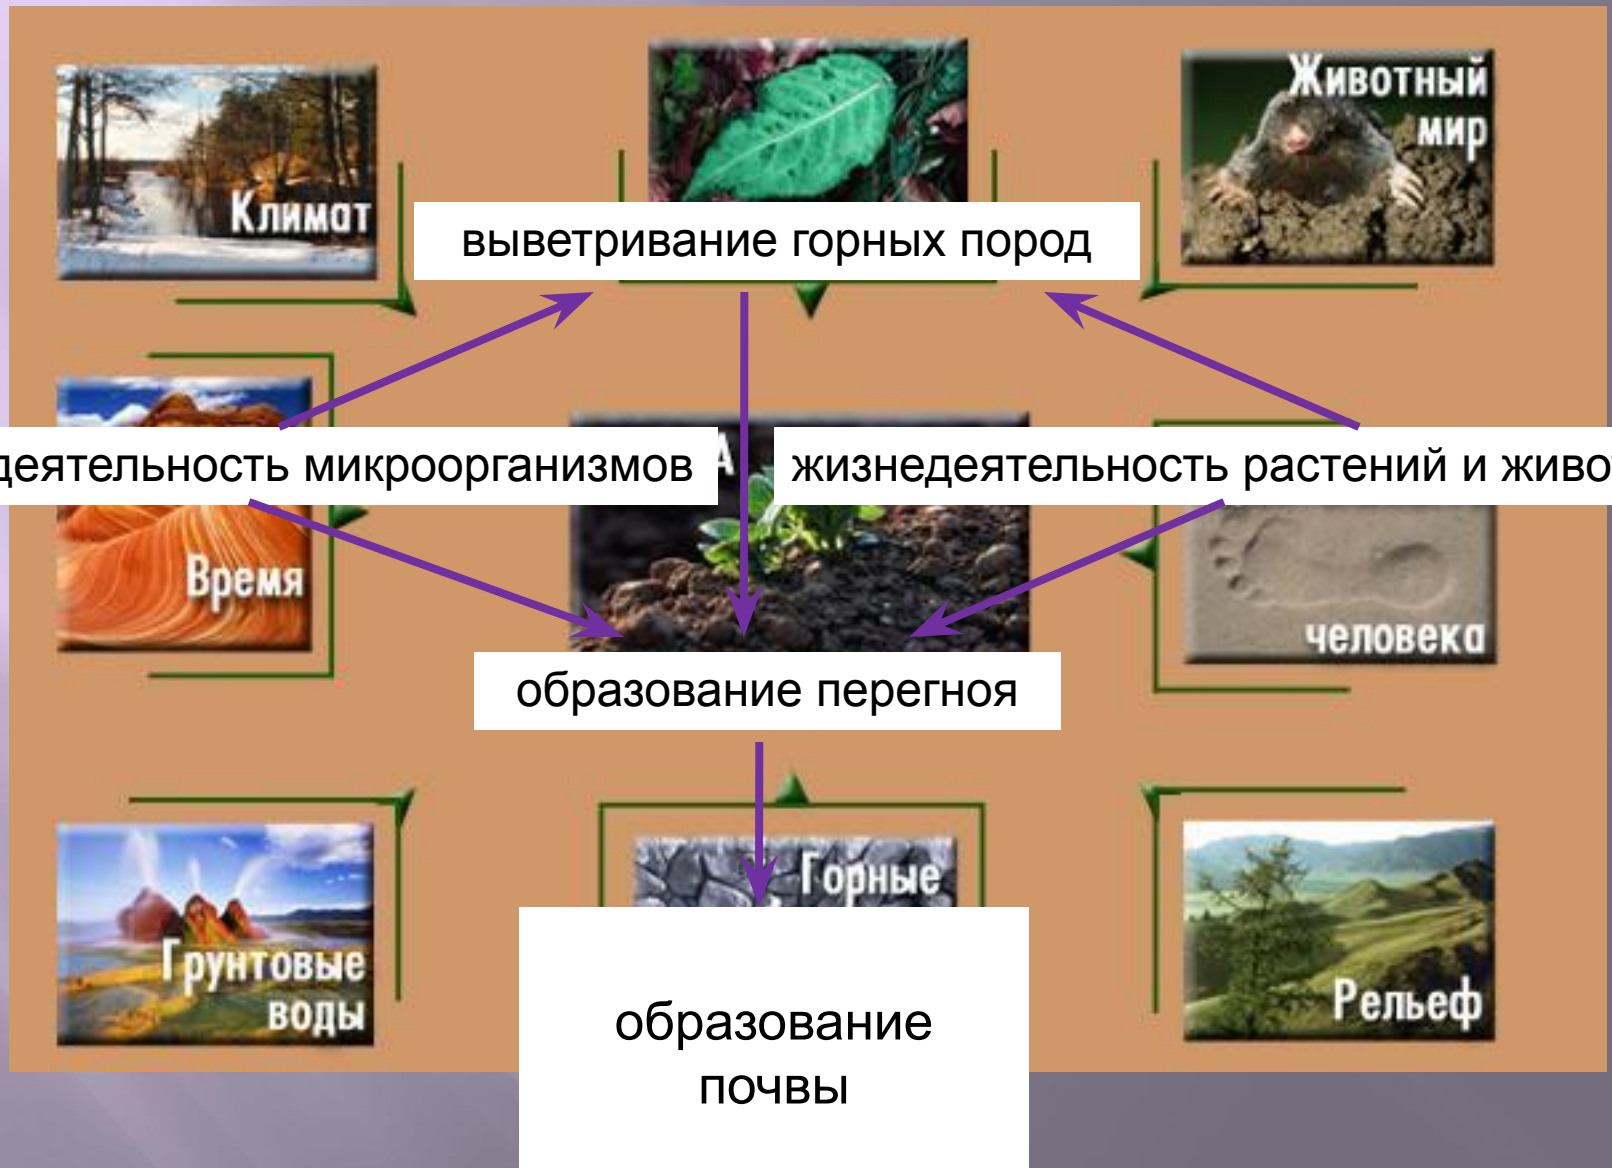 Животный
мир
Климат
выветривание горных пород
деятельность микроорганизмов
А
жизнедеятельность растений и
Время
человека
образование перегноя
Горные
Грунтовые
воды
Рельеф
образование
почвы